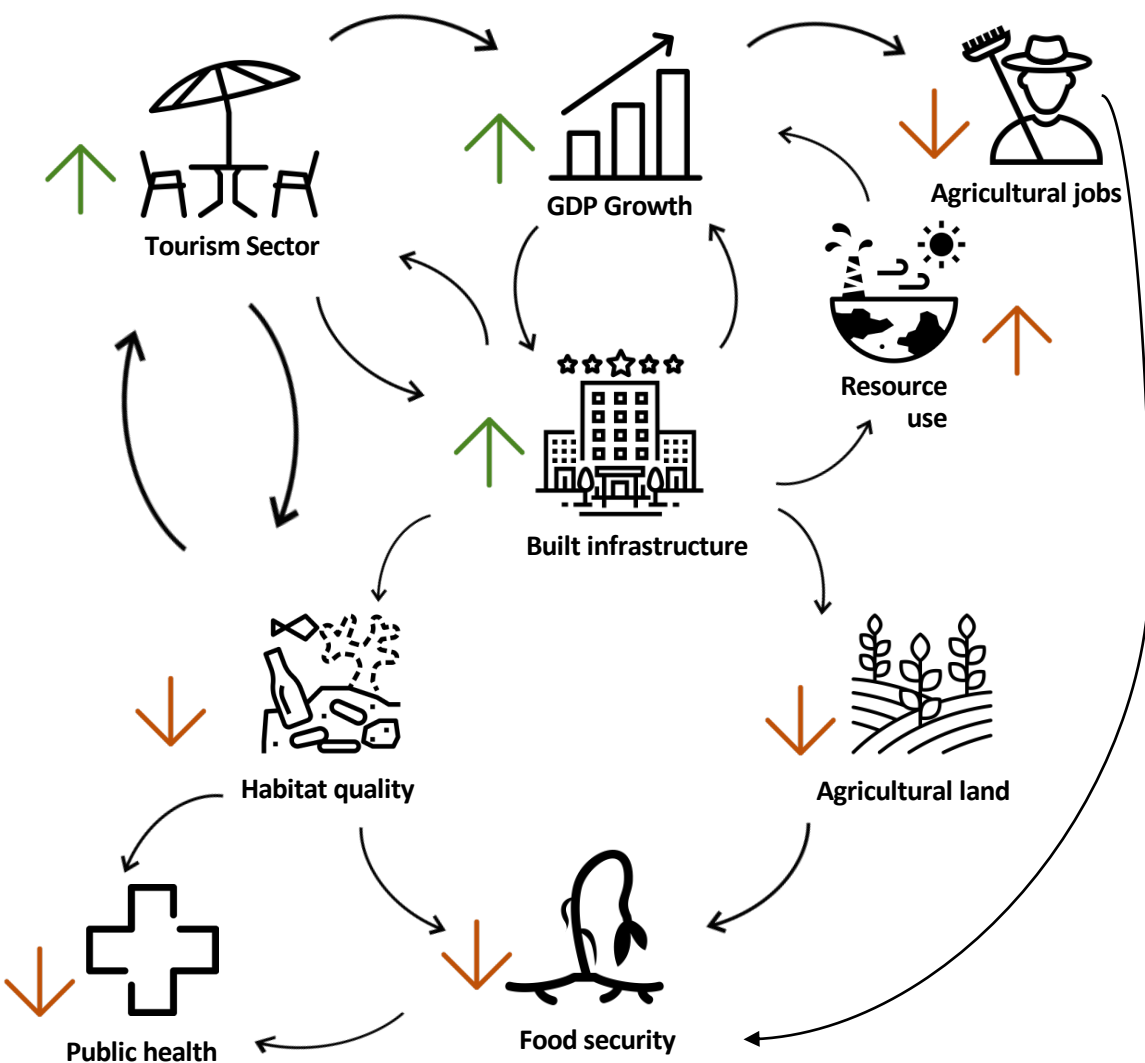 Agricultural jobs
GDP Growth
Tourism Sector
Resource
use
Built infrastructure
Habitat quality
Agricultural land
Food security
Public health